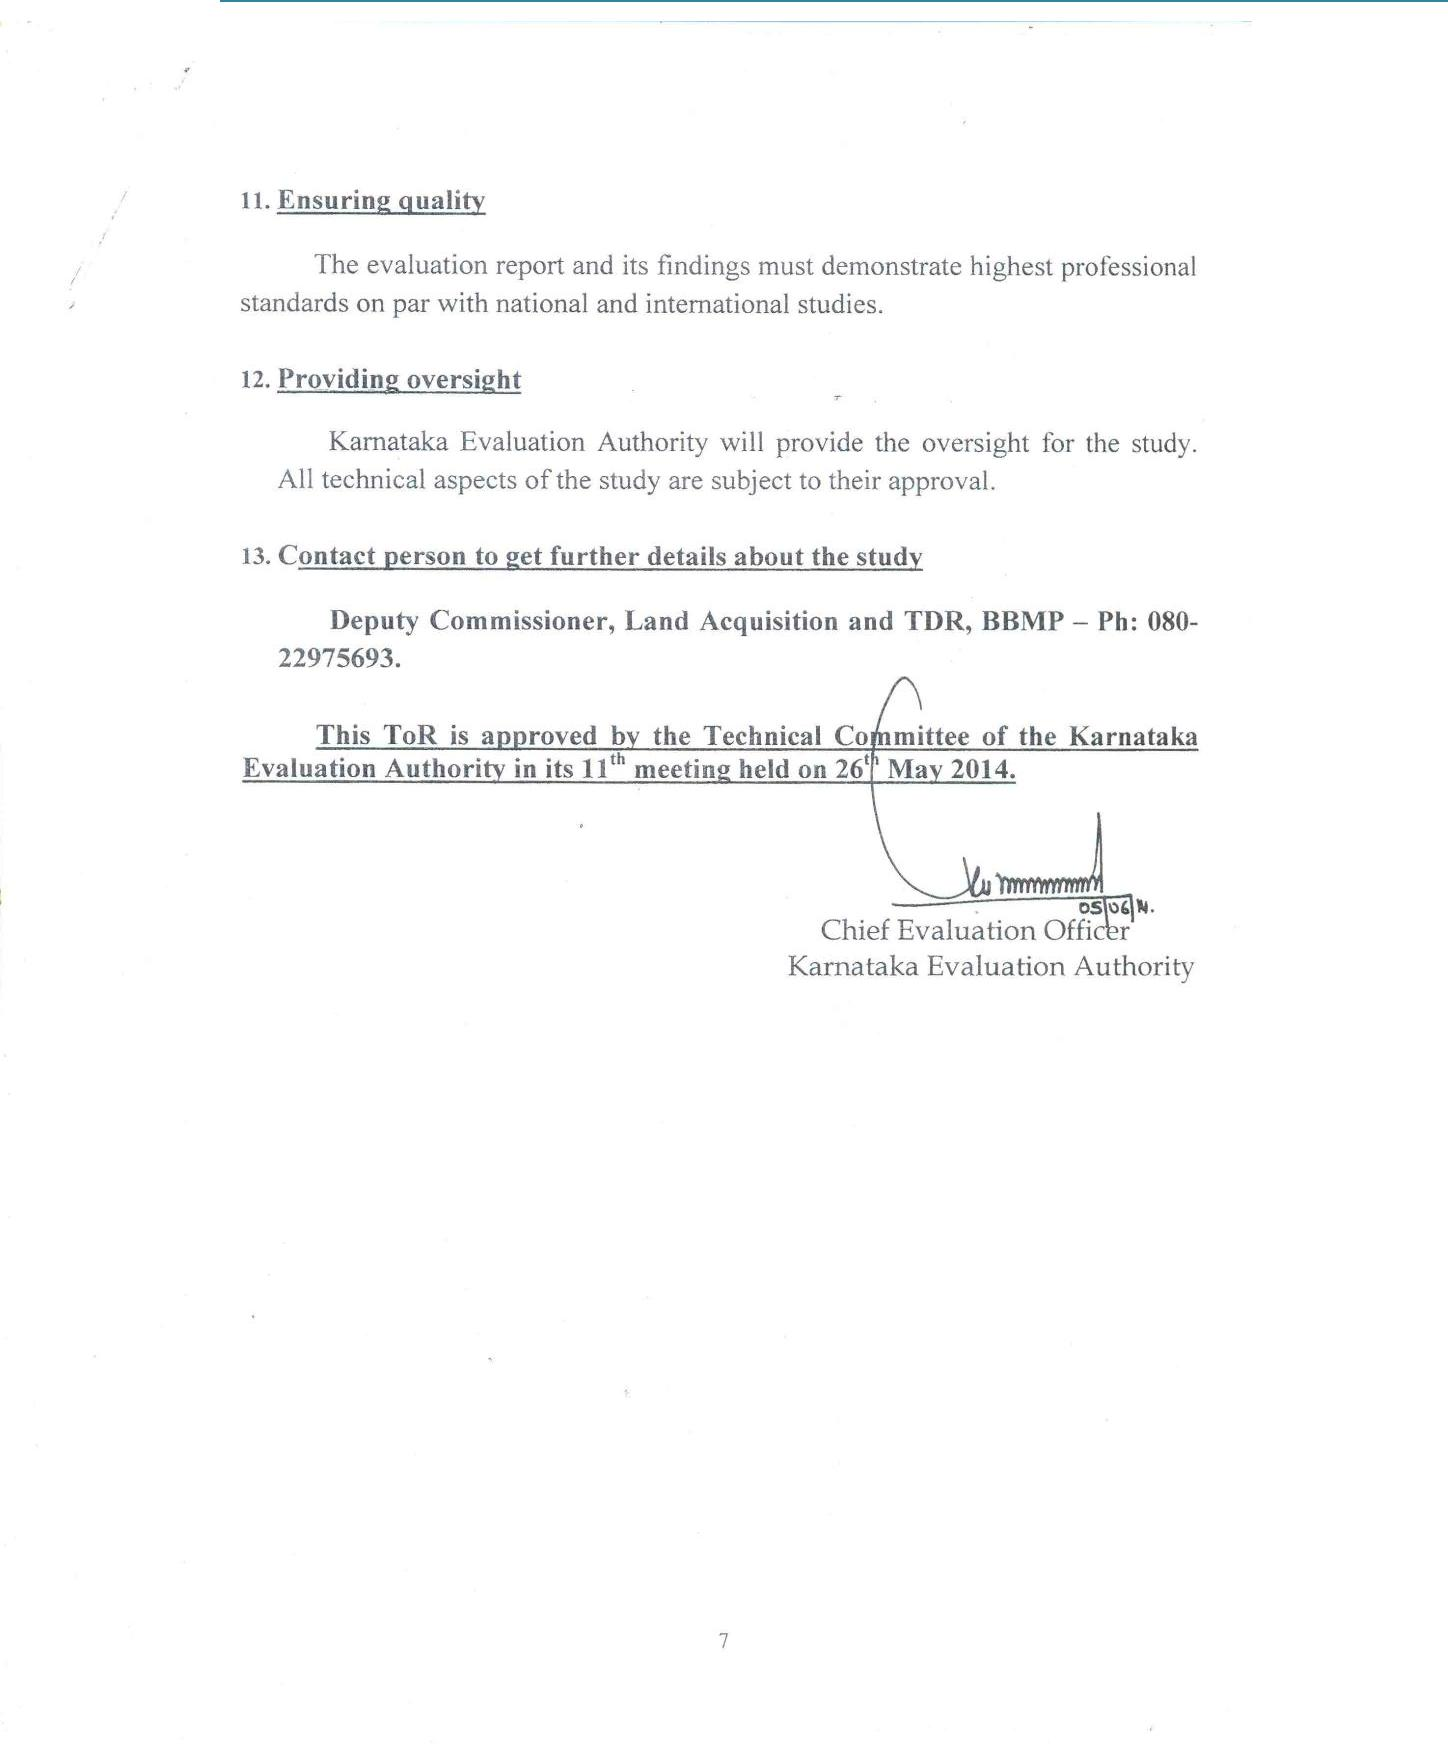 11. Ensuring quality
The evaluation report and its findings must demonstrate highest professional
standards on par with national and international studies.
12. Providing oversight
Karnataka Evaluation Authority will provide the oversight for the study.
All technical aspects of the study are subject to their approval.
13. Contact person to get further details about the study
Deputy Commissioner, Land Acquisition and TDR, BBMP – Ph: 080-
22975693.
This ToR is approved by the Technical Committee of the Karnataka
Evaluation Authority in its 11th meeting held on 26th May 2014.
05/06/14.
Chief Evaluation Officer
Karnataka Evaluation Authority
7